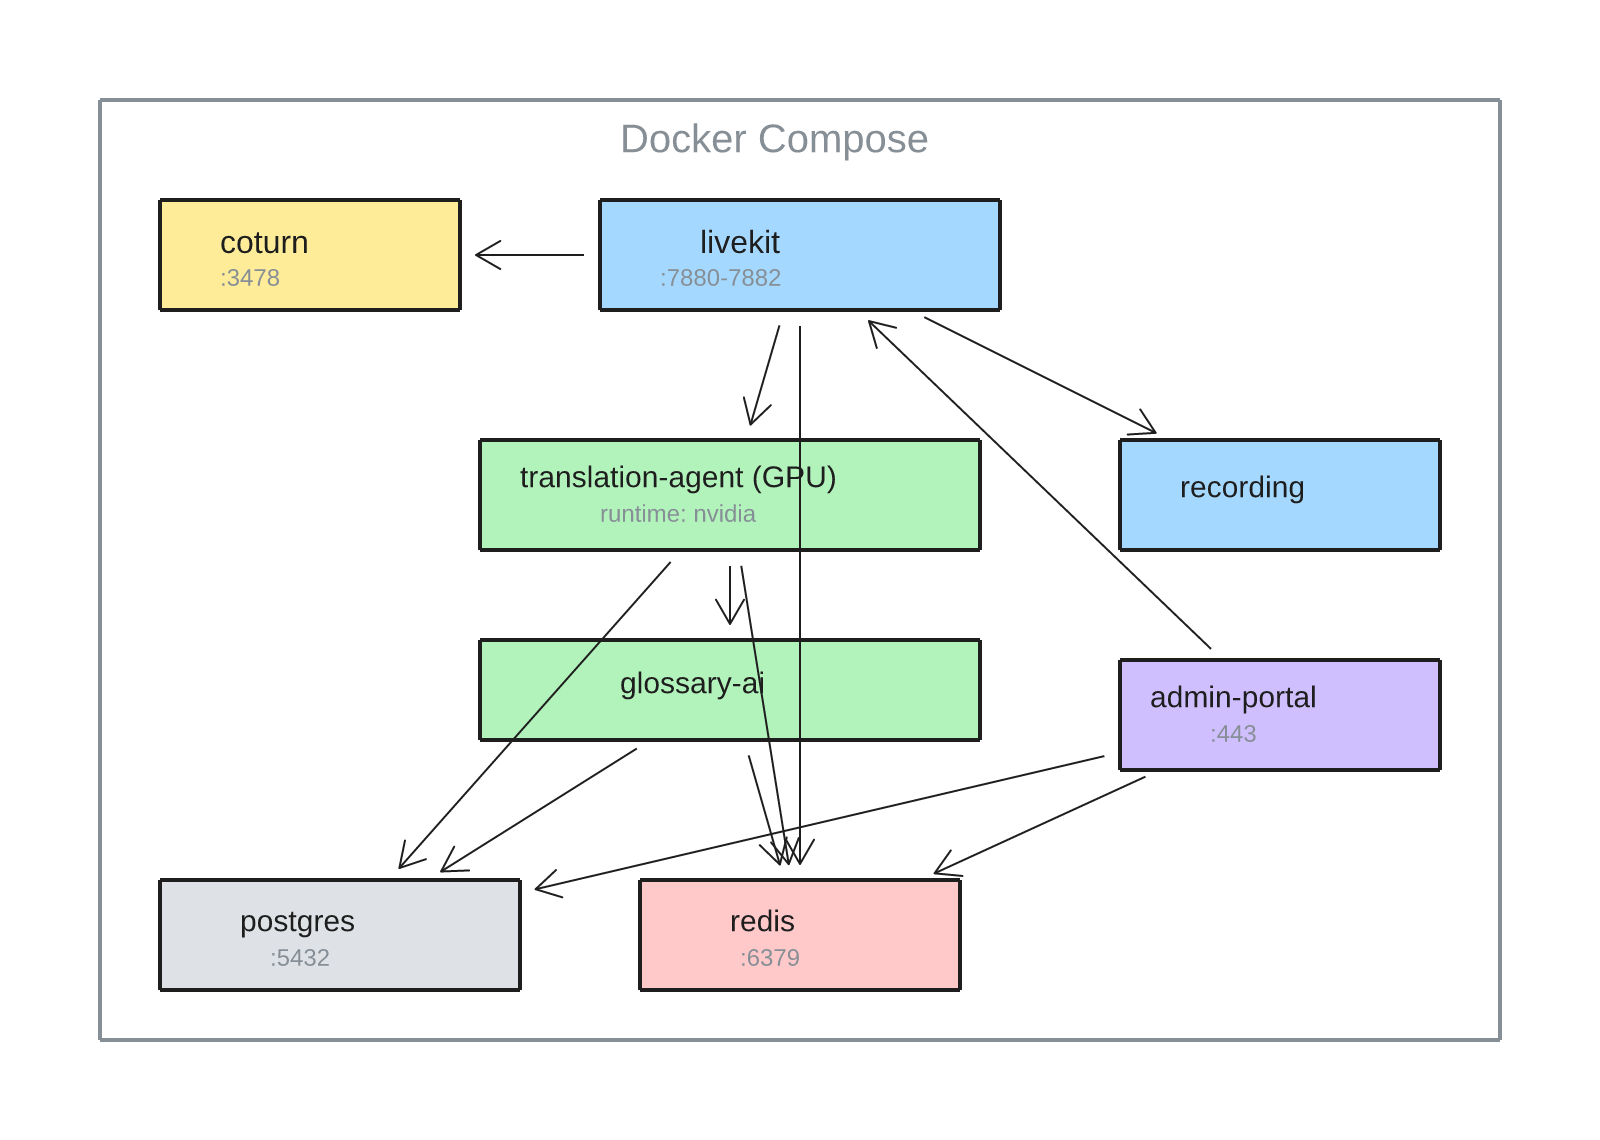 Docker Compose
coturn
:3478
livekit
:7880-7882
translation-agent (GPU)
runtime: nvidia
recording
glossary-ai
admin-portal
:443
postgres
:5432
redis
:6379